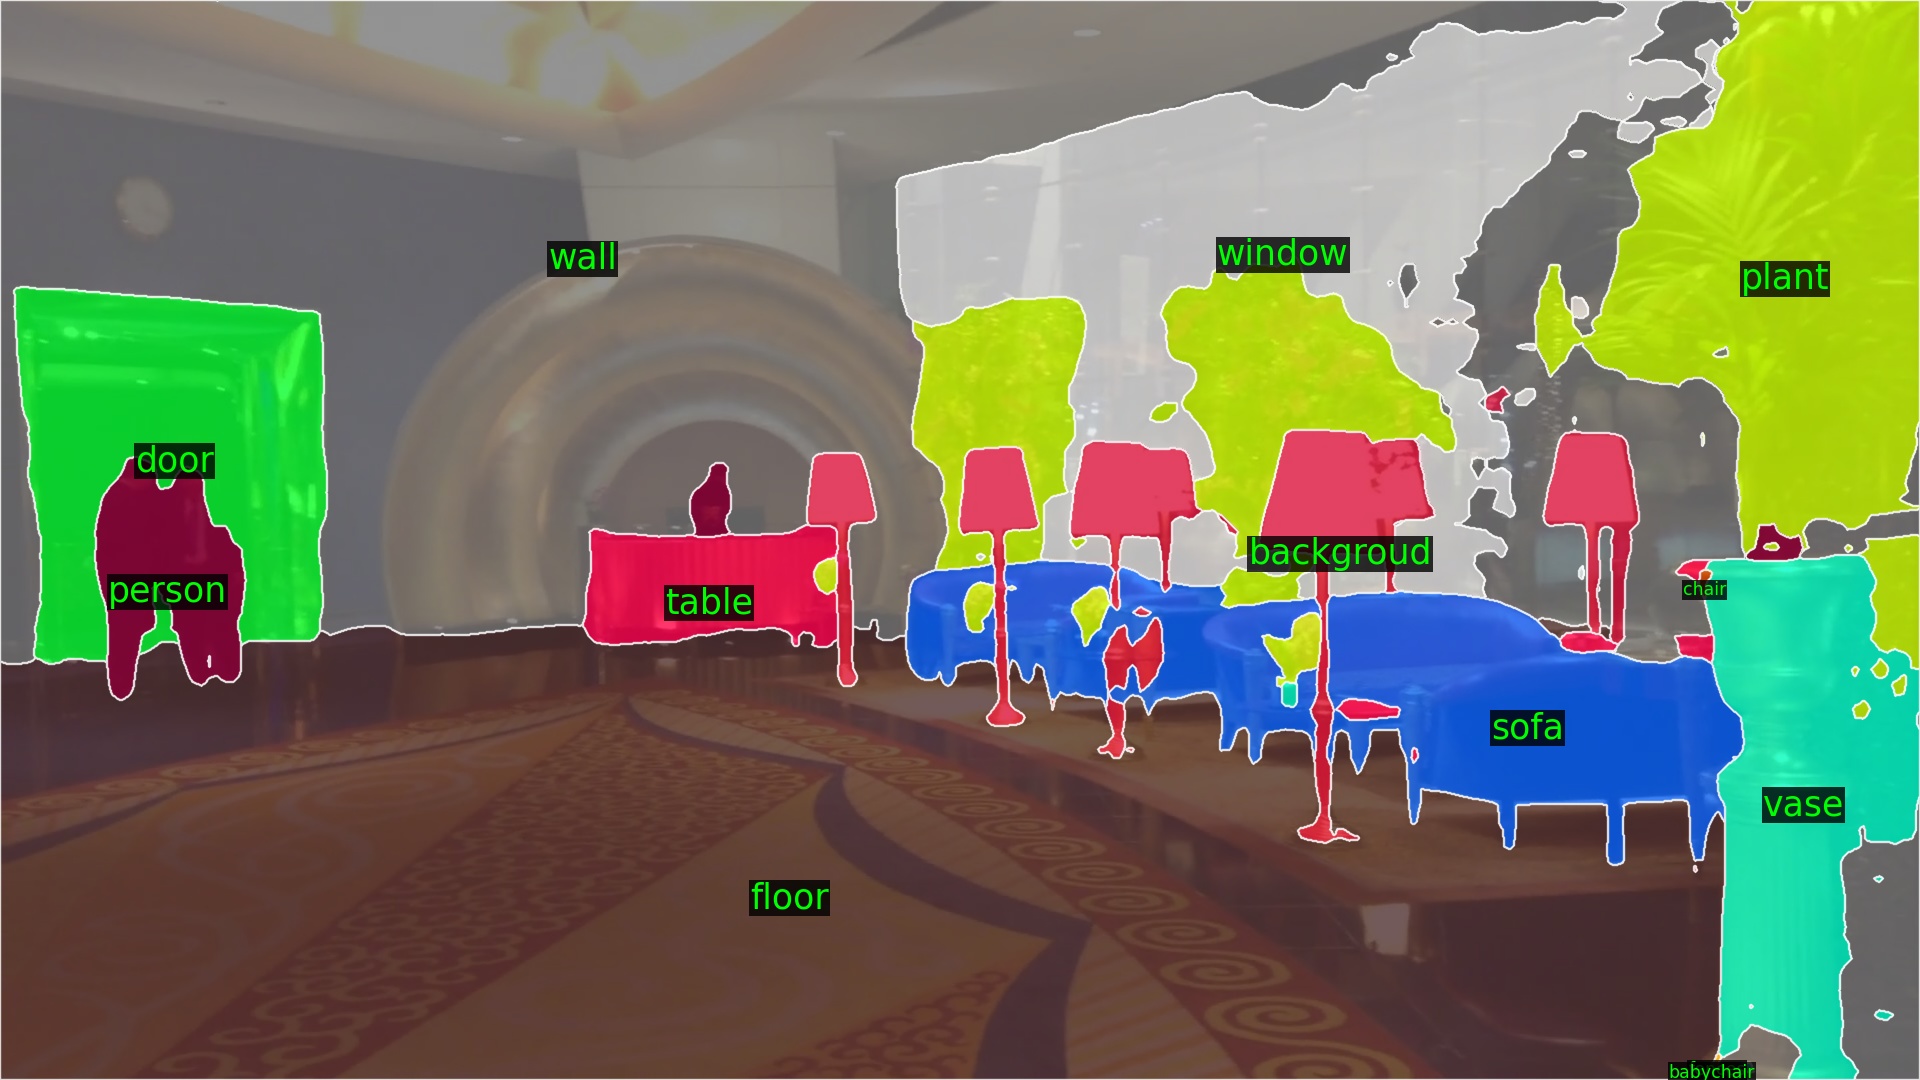 wall
window
plant
door
backgroud
person
chair
table
sofa
vase
floor
babychair